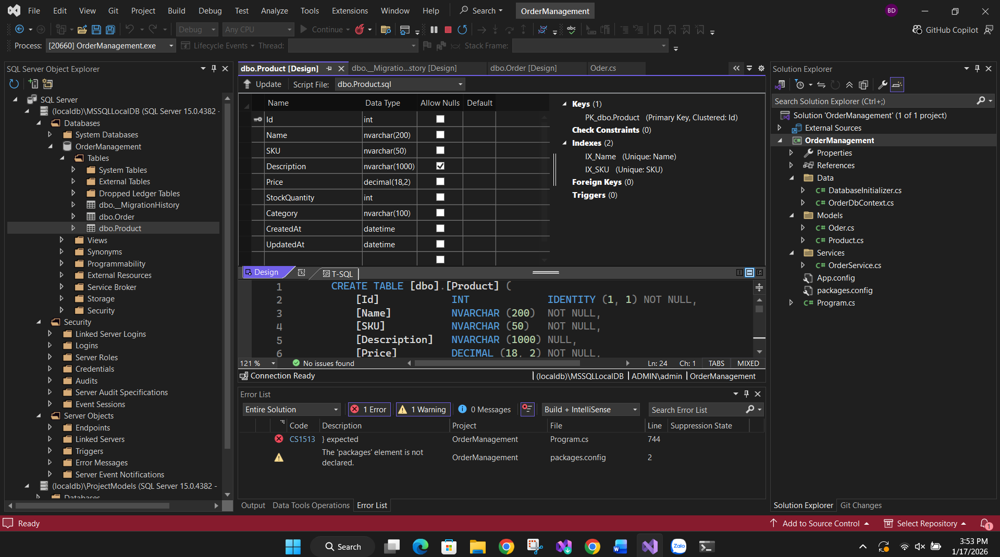 File Edit View Git Project Build Debug Test Analyze Tools Extensions Window Help Search OrderManagement BD
Debug Any CPU Continue abc GitHub Copilot
Process: [20660] OrderManagement.exe Lifecycle Events Thread: Stack Frame:
SQL Server Object Explorer
SQL Server
(localdb)\MSSQLLocalDB (SQL Server 15.0.4382 -
Databases
System Databases
OrderManagement
Tables
System Tables
External Tables
Dropped Ledger Tables
dbo.__MigrationHistory
dbo.Order
dbo.Product
Views
Synonyms
Programmability
External Resources
Service Broker
Storage
Security
Security
Linked Server Logins
Logins
Server Roles
Credentials
Audits
Server Audit Specifications
Event Sessions
Server Objects
Endpoints
Linked Servers
Triggers
Error Messages
Server Event Notifications
(localdb)\ProjectModels (SQL Server 15.0.4382 -
Databases
dbo.Product [Design] dbo.__Migratio...story [Design] dbo.Order [Design] Oder.cs
Update Script File: dbo.Product.sql
Name Data Type Allow Nulls Default
Id int
Name nvarchar(200)
SKU nvarchar(50)
Description nvarchar(1000)
Price decimal(18,2)
StockQuantity int
Category nvarchar(100)
CreatedAt datetime
UpdatedAt datetime
Keys (1)
PK_dbo.Product (Primary Key, Clustered: Id)
Check Constraints (0)
Indexes (2)
IX_Name (Unique: Name)
IX_SKU (Unique: SKU)
Foreign Keys (0)
Triggers (0)
Design T-SQL
1 CREATE TABLE [dbo].[Product] (
2 [Id] INT IDENTITY (1, 1) NOT NULL,
3 [Name] NVARCHAR (200) NOT NULL,
4 [SKU] NVARCHAR (50) NOT NULL,
5 [Description] NVARCHAR (1000) NULL,
6 [Price] DECIMAL (18, 2) NOT NULL,
121 % No issues found Ln: 24 Ch: 1 TABS MIXED
Connection Ready (localdb)\MSSQLLocalDB ADMIN\admin OrderManagement
Error List
Entire Solution 1 Error 1 Warning 0 Messages Build + IntelliSense Search Error List
Code Description Project File Line Suppression State
CS1513 } expected OrderManagement Program.cs 744
The 'packages' element is not
declared. OrderManagement packages.config 2
Output Data Tools Operations Error List
Solution Explorer
Search Solution Explorer (Ctrl+;)
Solution 'OrderManagement' (1 of 1 project)
External Sources
C# OrderManagement
Properties
References
Data
C# DatabaseInitializer.cs
C# OrderDbContext.cs
Models
C# Oder.cs
C# Product.cs
Services
C# OrderService.cs
App.config
packages.config
C# Program.cs
Solution Explorer Git Changes
Ready Add to Source Control Select Repository 1
Search W Zalo 3:53 PM
1/17/2026